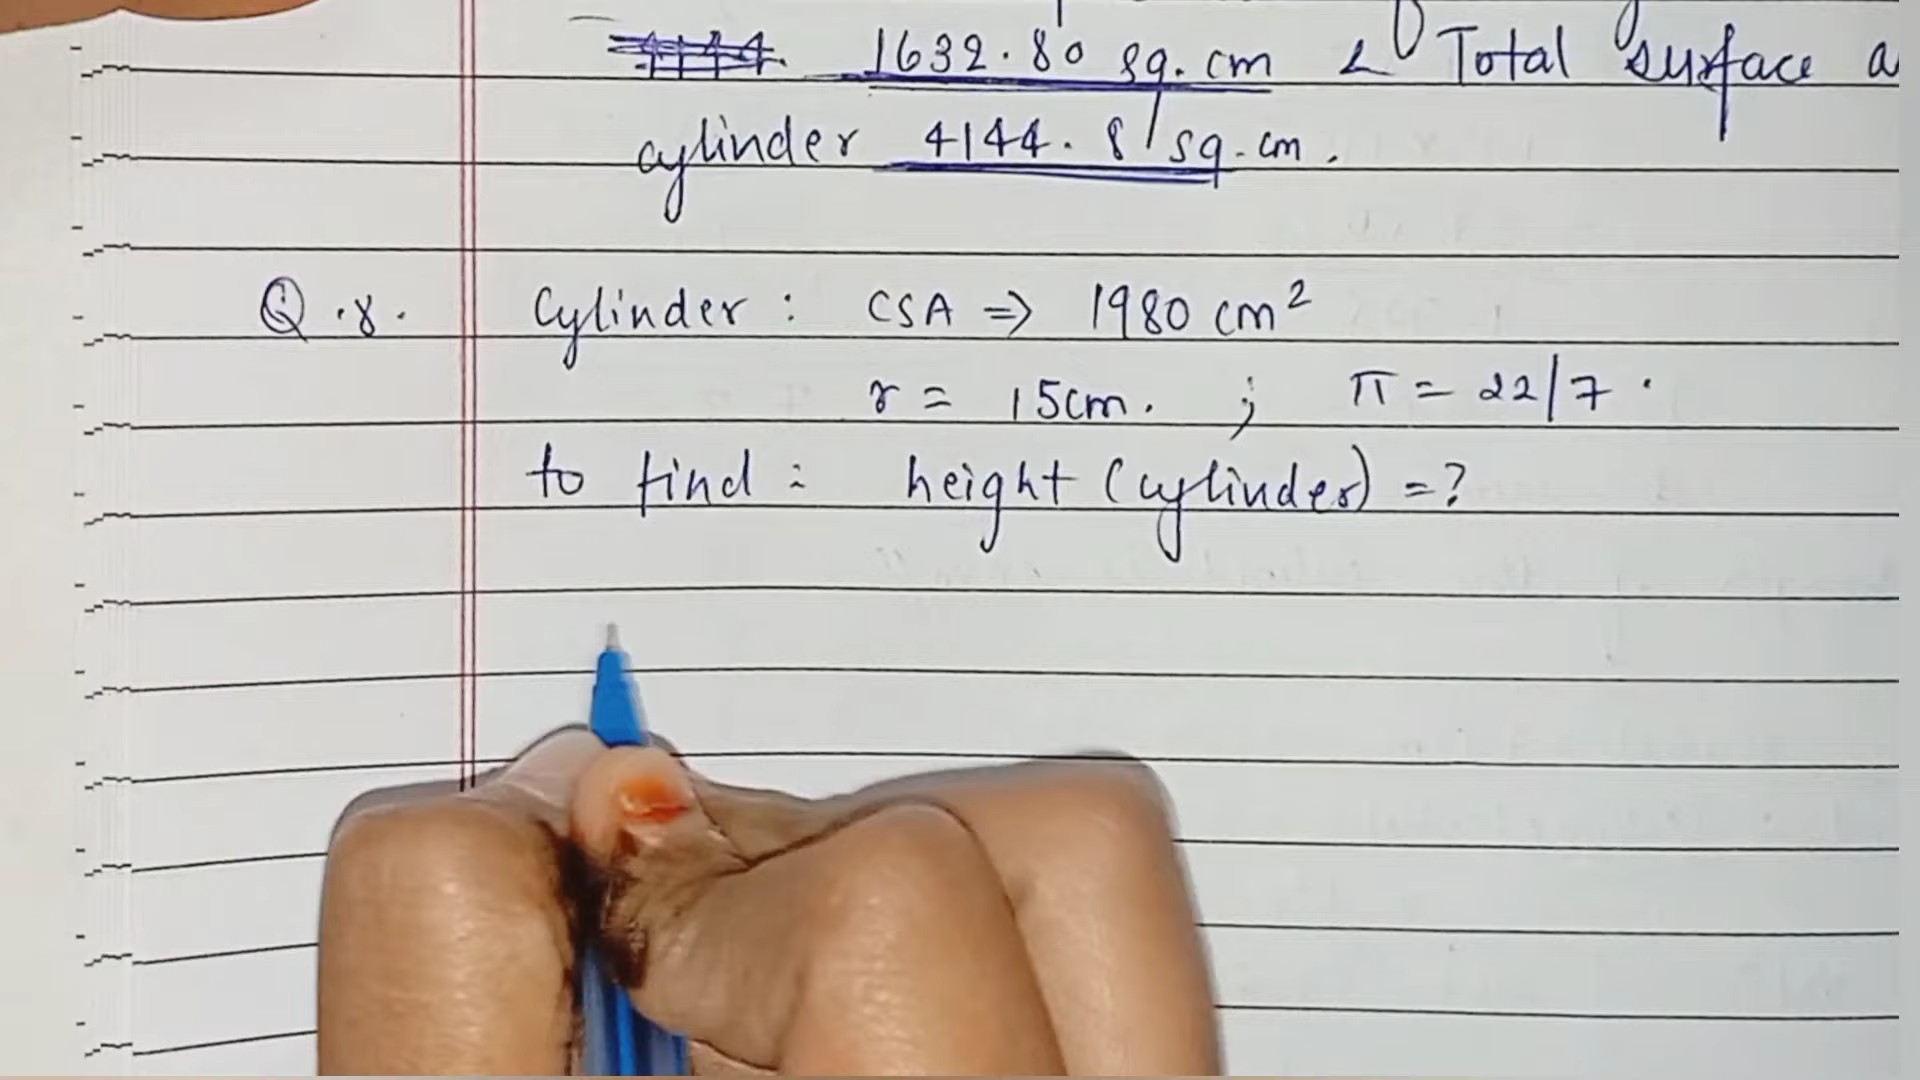 1632.80 sq.cm & Total surface a
cylinder 4144.81 sq.cm.
Q.8. Cylinder: CSA => 1980 cm²
r = 15cm. ; π = 22/7.
to find: height (cylinder) =?